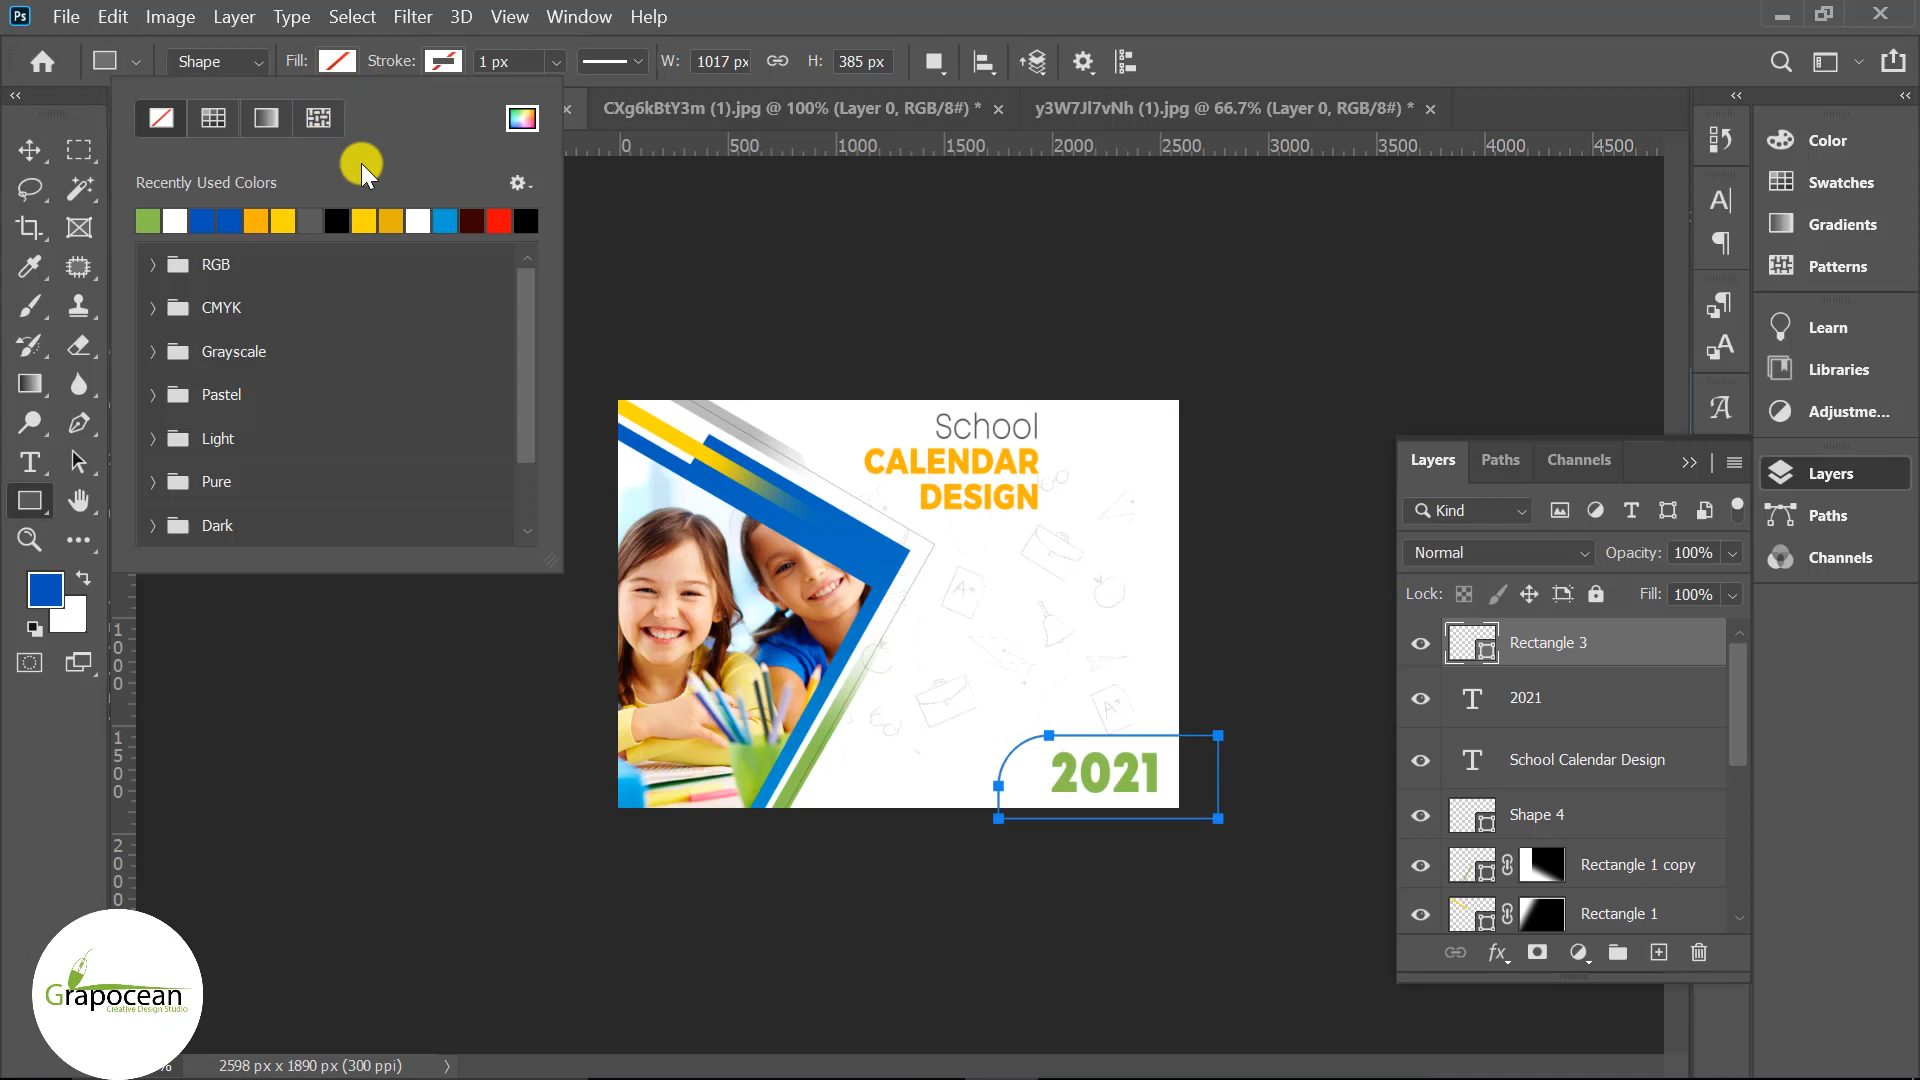 Ps File Edit Image Layer Type Select Filter 3D View Window Help
Shape Fill: Stroke: 1 px W: 1017 px H: 385 px
CXg6kBtY3m (1).jpg @ 100% (Layer 0, RGB/8#) * × y3W7Jl7vNh (1).jpg @ 66.7% (Layer 0, RGB/8#) * ×
0 500 1000 1500 2000 2500 3000 3500 4000 4500
Recently Used Colors
RGB
CMYK
Grayscale
Pastel
Light
Pure
Dark
School
CALENDAR
DESIGN
A+
A+
2021
1000
1500
2000
Color
Swatches
Gradients
Patterns
Learn
Libraries
Adjustme...
Layers
Paths
Channels
Layers Paths Channels
Kind
Normal Opacity: 100%
Lock: Fill: 100%
Rectangle 3
2021
School Calendar Design
Shape 4
Rectangle 1 copy
Rectangle 1
fx
Grapocean
Creative Design Studio
% 2598 px x 1890 px (300 ppi)